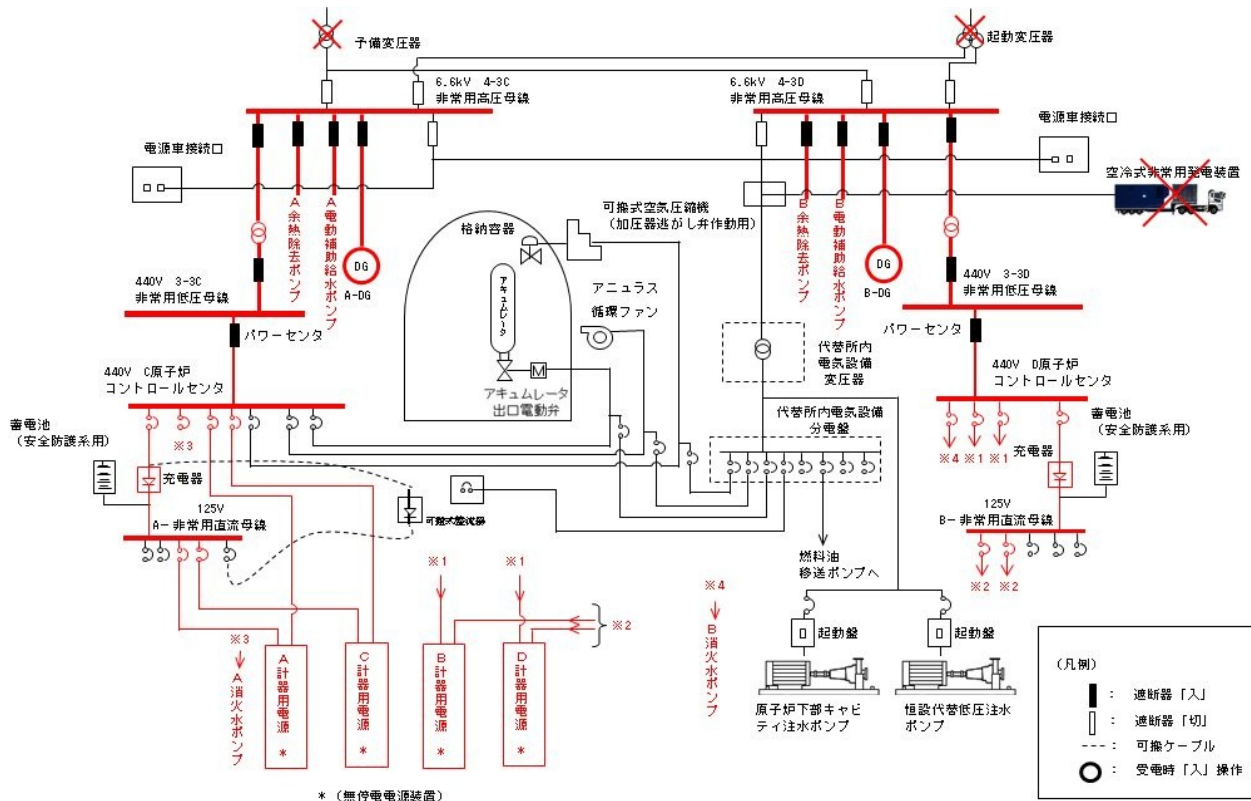 予備変圧器
起動変圧器
6.6kV 4-3C
非常用高圧母線
6.6kV 4-3D
非常用高圧母線
電源車接続口
電源車接続口
空冷式非常用発電装置
A余熱除去ポンプ
A電動補助給水ポンプ
DG
A-DG
格納容器
可搬式空気圧縮機
(加圧器逃がし弁作動用)
B余熱除去ポンプ
B電動補助給水ポンプ
DG
B-DG
アキュムレータ
アニュラス
循環ファン
440V 3-3C
非常用低圧母線
440V 3-3D
非常用低圧母線
パワーセンタ
パワーセンタ
代替所内
電気設備
変圧器
M
アキュムレータ
出口電動弁
440V C原子炉
コントロールセンタ
440V D原子炉
コントロールセンタ
代替所内電気設備
分電盤
蓄電池
(安全防護系用)
※3
充電器
※4
※1
※1
蓄電池
(安全防護系用)
充電器
125V
A-非常用直流母線
可搬式整流器
125V
B-非常用直流母線
燃料油
移送ポンプへ
※2
※2
※1
※1
※2
※3
A消火水ポンプ
A計器用電源 *
C計器用電源 *
B計器用電源 *
D計器用電源 *
※4
B消火水ポンプ
起動盤
起動盤
原子炉下部キャビ
ティ注水ポンプ
恒設代替低圧注水
ポンプ
* (無停電電源装置)
(凡例)
: 遮断器「入」
: 遮断器「切」
: 可搬ケーブル
: 受電時「入」操作